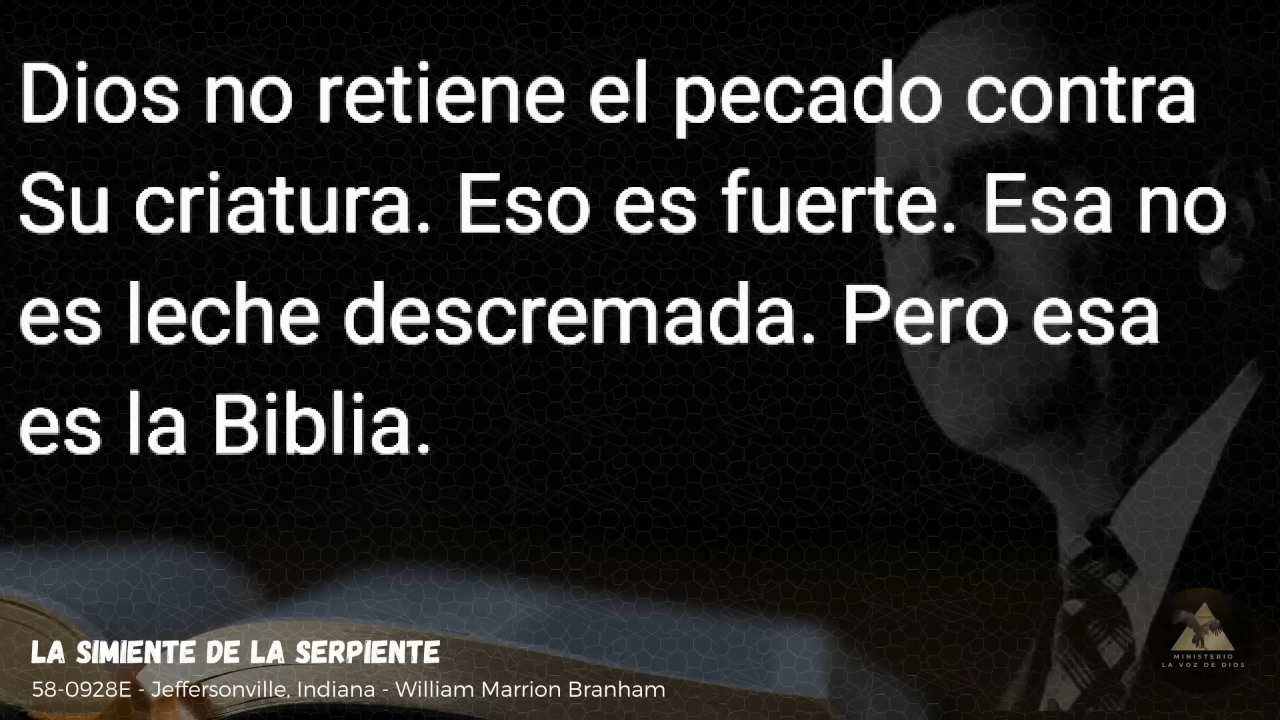 Dios no retiene el pecado contra
Su criatura. Eso es fuerte. Esa no
es leche descremada. Pero esa
es la Biblia.
LA SIMIENTE DE LA SERPIENTE
58-0928E - Jeffersonville, Indiana - William Marrion Branham
MINISTERIO
LA VOZ DE DIOS